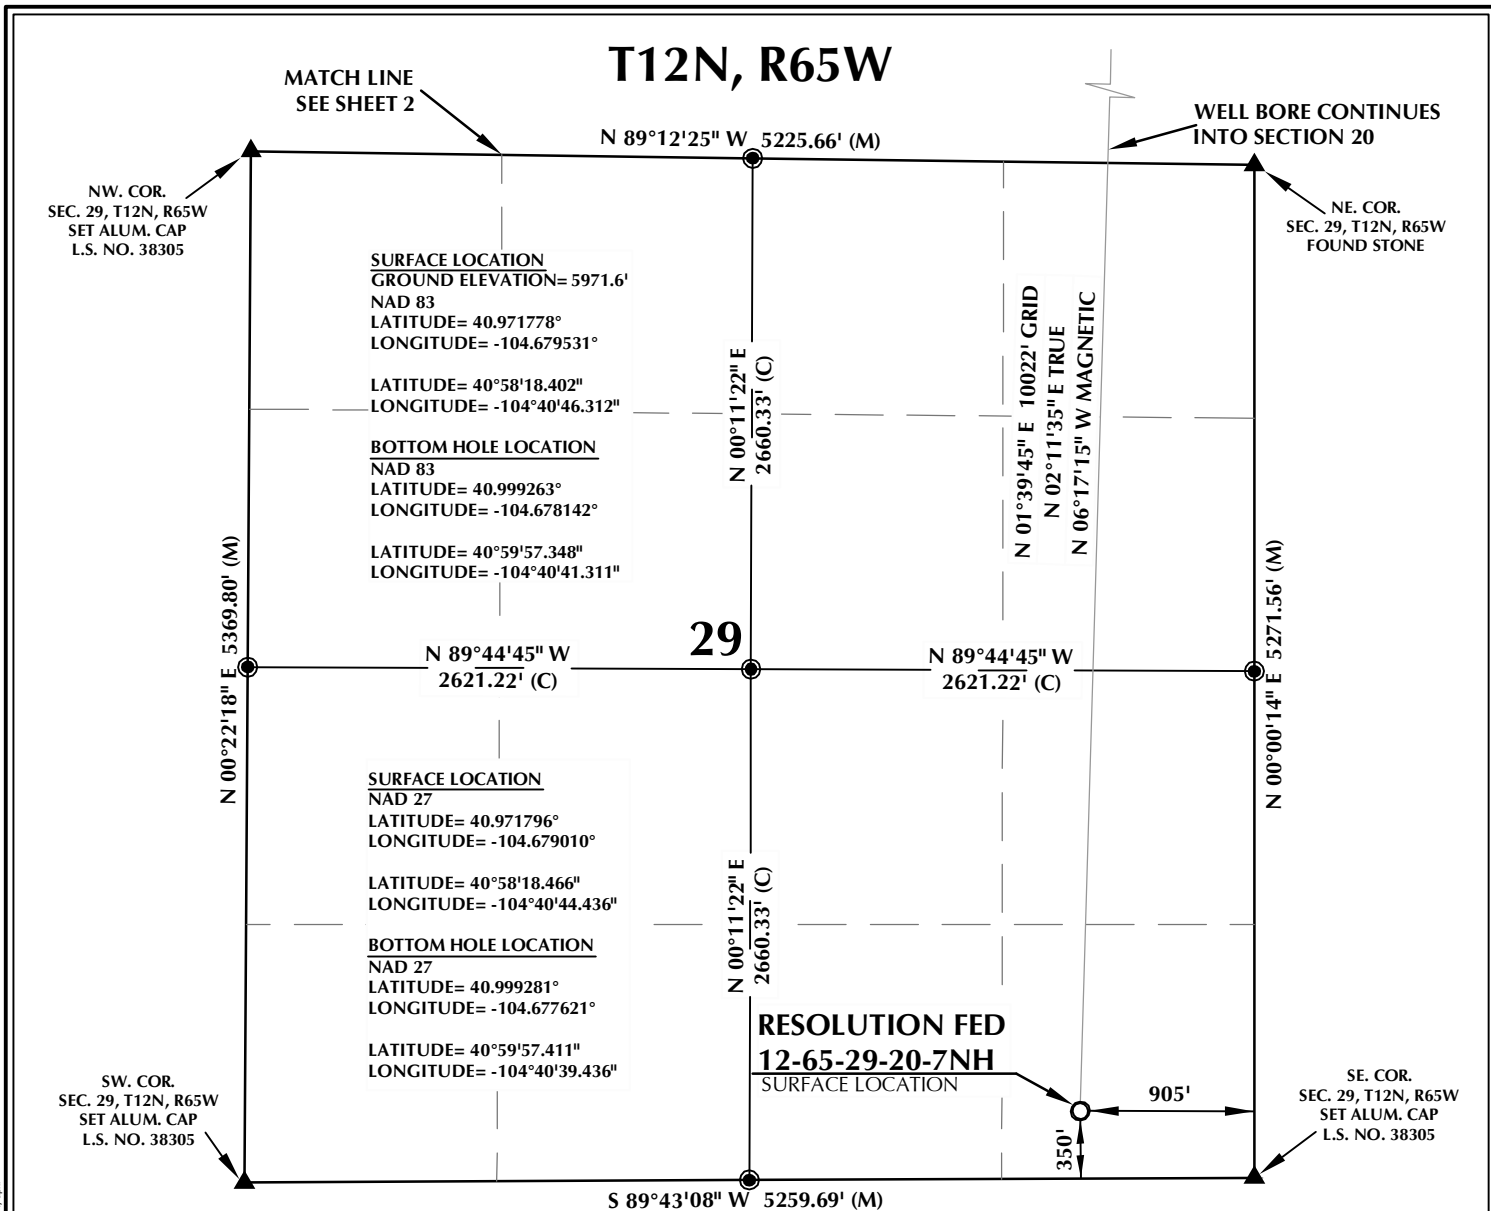 T12N, R65W
MATCH LINE
SEE SHEET 2
N 89°12'25" W 5225.66' (M)
WELL BORE CONTINUES
INTO SECTION 20
NW. COR.
SEC. 29, T12N, R65W
SET ALUM. CAP
L.S. NO. 38305
NE. COR.
SEC. 29, T12N, R65W
FOUND STONE
SURFACE LOCATION
GROUND ELEVATION= 5971.6'
NAD 83
LATITUDE= 40.971778°
LONGITUDE= -104.679531°
LATITUDE= 40°58'18.402"
LONGITUDE= -104°40'46.312"
BOTTOM HOLE LOCATION
NAD 83
LATITUDE= 40.999263°
LONGITUDE= -104.678142°
LATITUDE= 40°59'57.348"
LONGITUDE= -104°40'41.311"
N 00°11'22" E
2660.33' (C)
N 01°39'45" E 10022' GRID
N 02°11'35" E TRUE
N 06°17'15" W MAGNETIC
N 00°22'18" E 5369.80' (M)
N 89°44'45" W
2621.22' (C)
29
N 89°44'45" W
2621.22' (C)
N 00°00'14" E 5271.56' (M)
SURFACE LOCATION
NAD 27
LATITUDE= 40.971796°
LONGITUDE= -104.679010°
LATITUDE= 40°58'18.466"
LONGITUDE= -104°40'44.436"
BOTTOM HOLE LOCATION
NAD 27
LATITUDE= 40.999281°
LONGITUDE= -104.677621°
LATITUDE= 40°59'57.411"
LONGITUDE= -104°40'39.436"
N 00°11'22" E
2660.33' (C)
RESOLUTION FED
12-65-29-20-7NH
SURFACE LOCATION
905'
350'
SW. COR.
SEC. 29, T12N, R65W
SET ALUM. CAP
L.S. NO. 38305
SE. COR.
SEC. 29, T12N, R65W
SET ALUM. CAP
L.S. NO. 38305
S 89°43'08" W 5259.69' (M)